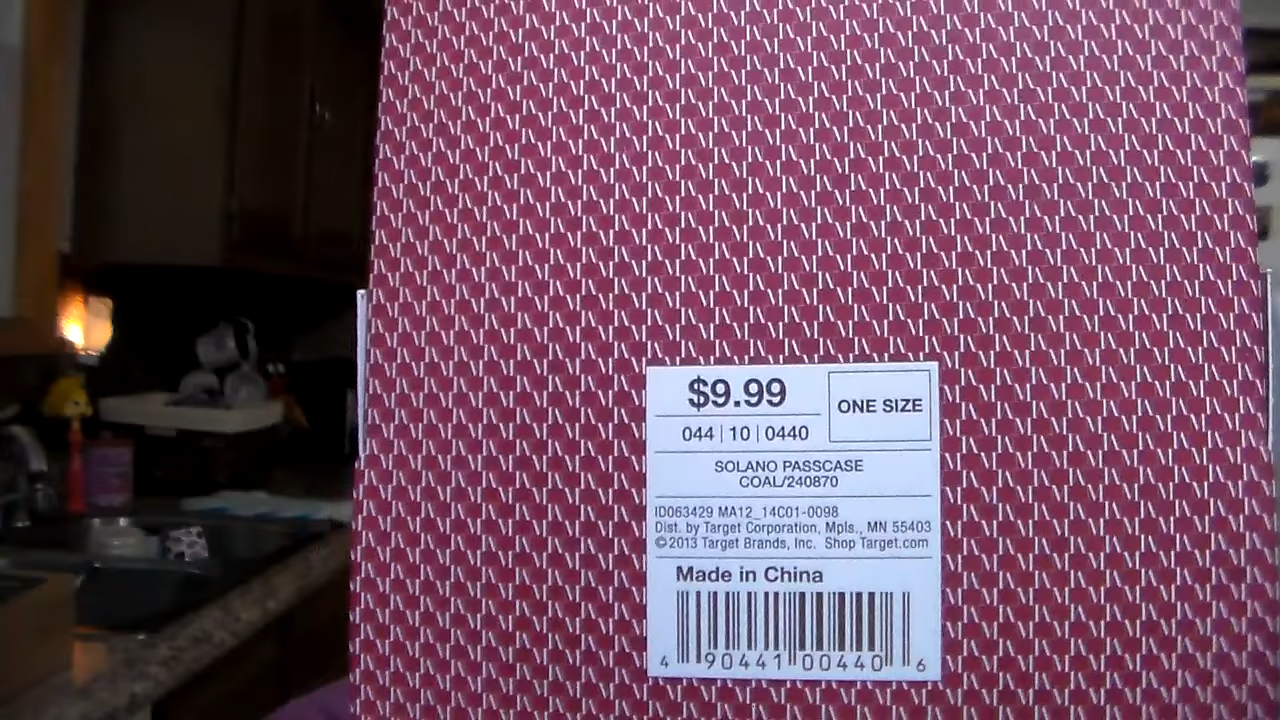 $9.99
ONE SIZE
044|10|0440
SOLANO PASSCASE
COAL/240870
ID063429 MA12_14C01-0098
Dist. by Target Corporation, Mpls., MN 55403
©2013 Target Brands, Inc. Shop Target.com
Made in China
4 90441 00440 6